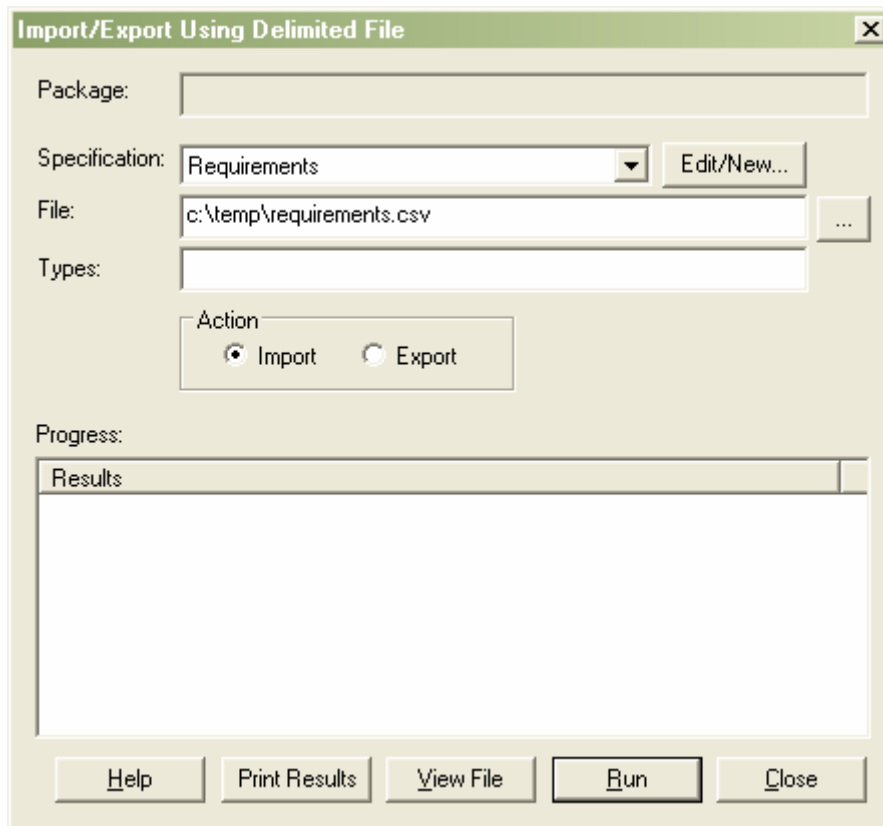 Import/Export Using Delimited File
Package:
Specification: Requirements Edit/New...
File: c:\temp\requirements.csv ...
Types:
Action
Import Export
Progress:
Results
Help Print Results View File Run Close